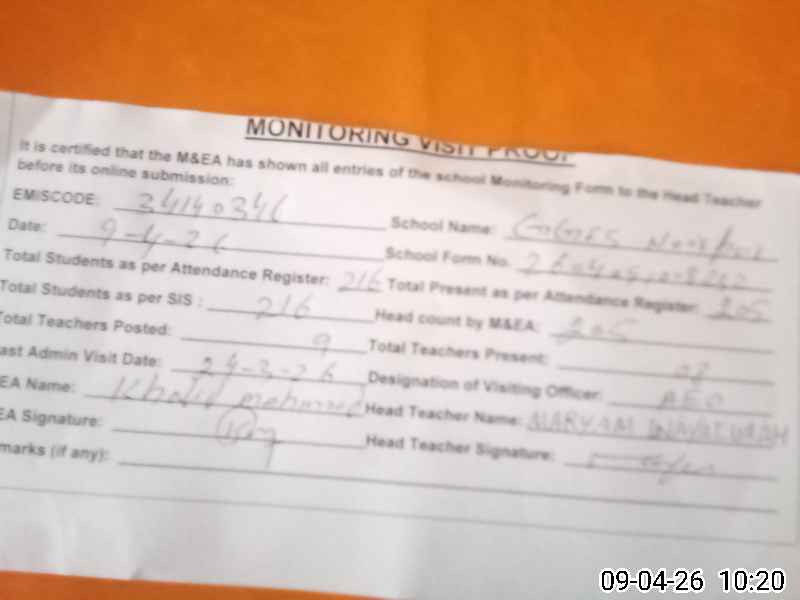 MONITORING VISIT PROOF
It is certified that the M&EA has shown all entries of the school Monitoring Form to the Head Teacher
before its online submission:
EMISCODE: 34140346 School Name: Noorpur
Date: 9-4-26 School Form No.
Total Students as per Attendance Register: 216 Total Present as per Attendance Register: 205
Total Students as per SIS : 216 Head count by M&EA: 205
Total Teachers Posted: 9 Total Teachers Present:
ast Admin Visit Date: 24-3-26 Designation of Visiting Officer: AEO
EA Name: Khalid mehmood Head Teacher Name: MARYAM INAYATULLAH
EA Signature: Head Teacher Signature:
marks (if any):
09-04-26 10:20